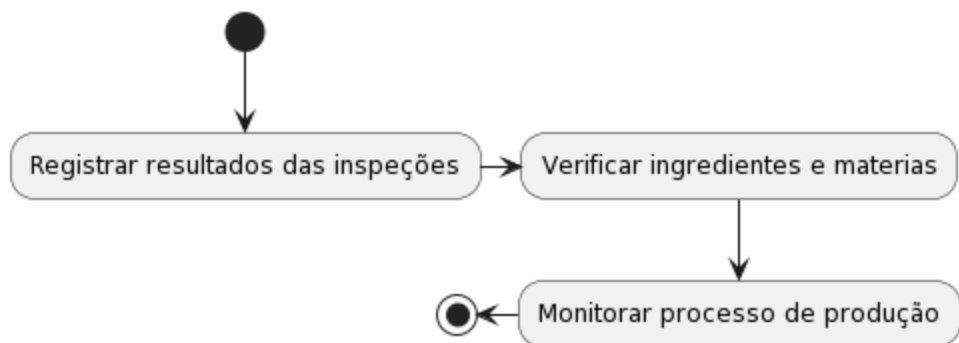 Registrar resultados das inspeções
Verificar ingredientes e materias
Monitorar processo de produção